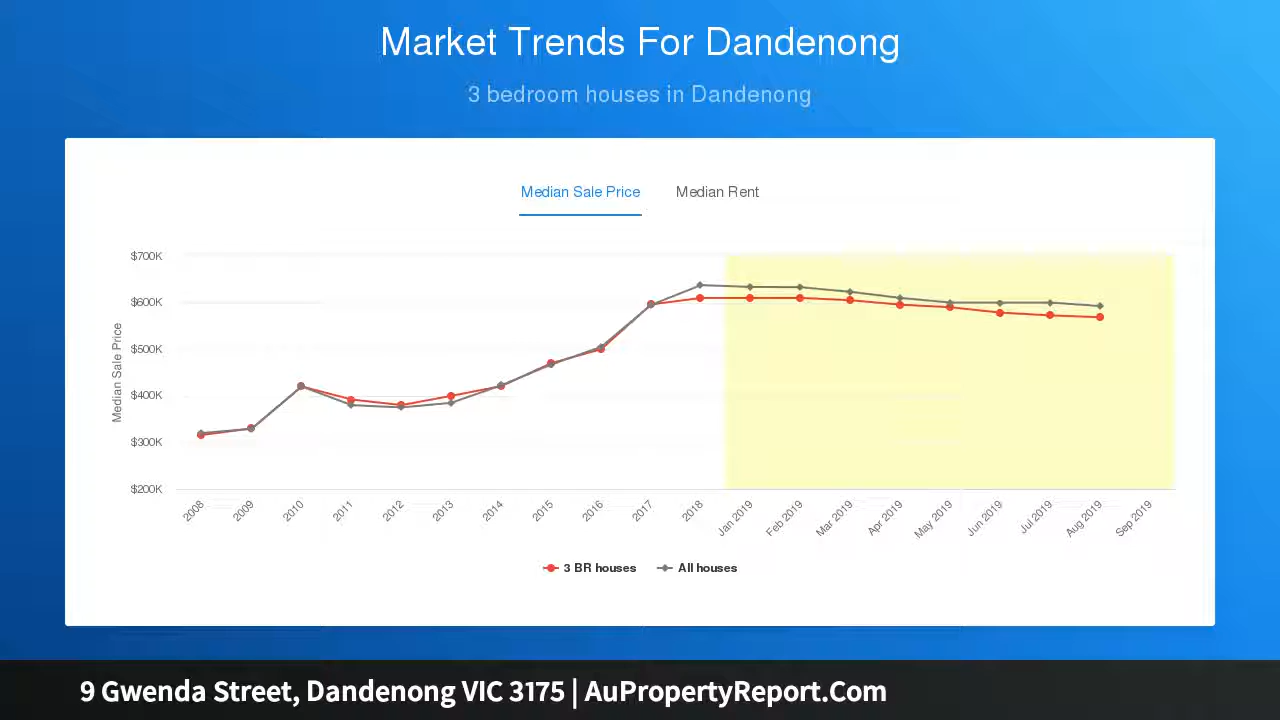 Market Trends For Dandenong
3 bedroom houses in Dandenong
Median Sale Price Median Rent
Median Sale Price
$700K
$600K
$500K
$400K
$300K
$200K
2008 2009 2010 2011 2012 2013 2014 2015 2016 2017 2018 Jan 2019 Feb 2019 Mar 2019 Apr 2019 May 2019 Jun 2019 Jul 2019 Aug 2019 Sep 2019
3 BR houses All houses
9 Gwenda Street, Dandenong VIC 3175 | AuPropertyReport.Com